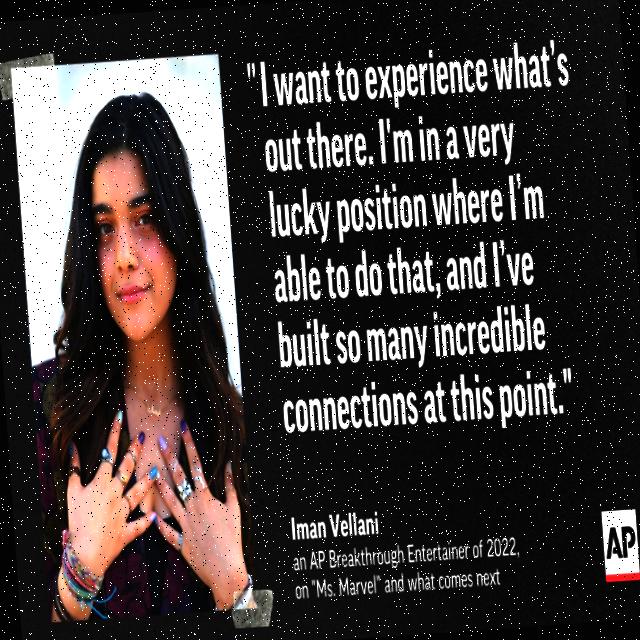 "I want to experience what's
out there. I'm in a very
lucky position where I'm
able to do that, and I've
built so many incredible
connections at this point."
Iman Vellani
an AP Breakthrough Entertainer of 2022,
on "Ms. Marvel" and what comes next
AP